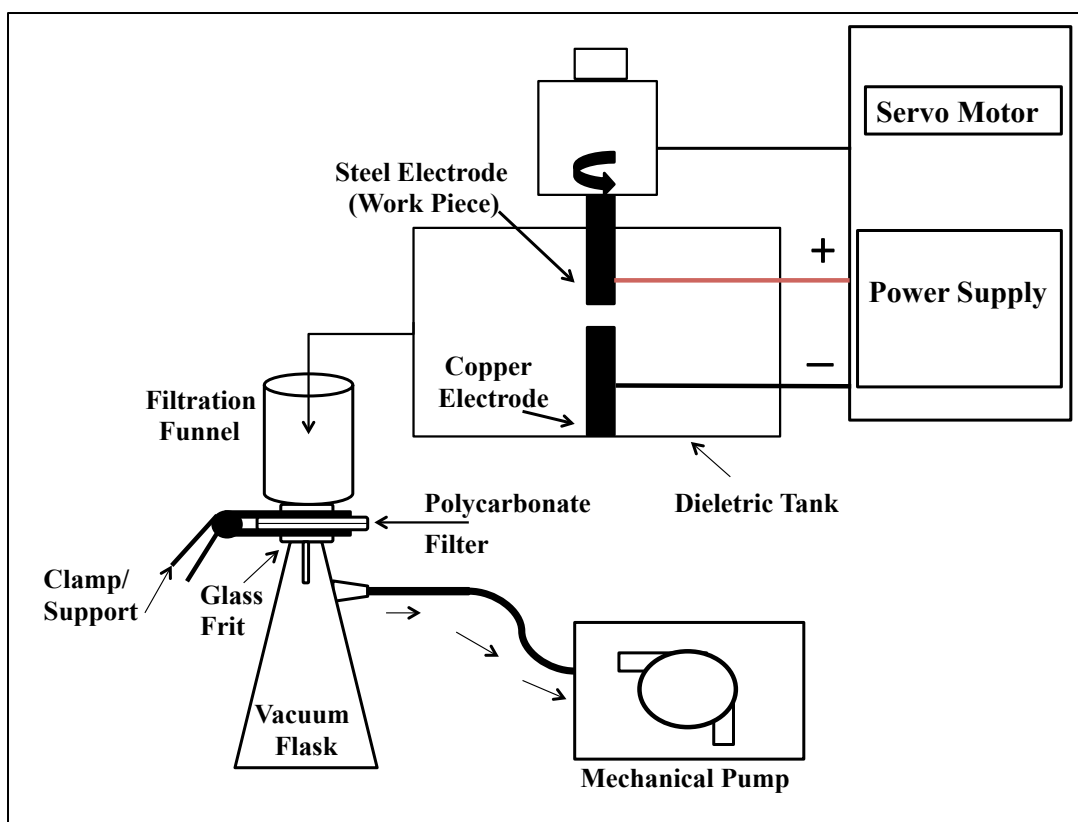 Servo Motor
Steel Electrode
(Work Piece)
+
Power Supply
−
Copper
Electrode
Filtration
Funnel
Dieletric Tank
Polycarbonate
Filter
Clamp/
Support
Glass
Frit
Vacuum
Flask
Mechanical Pump